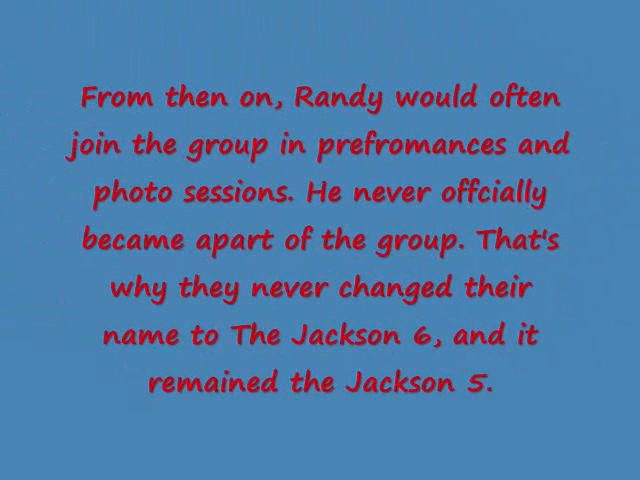 From then on, Randy would often
join the group in prefromances and
photo sessions. He never offcially
became apart of the group. That's
why they never changed their
name to The Jackson 6, and it
remained the Jackson 5.